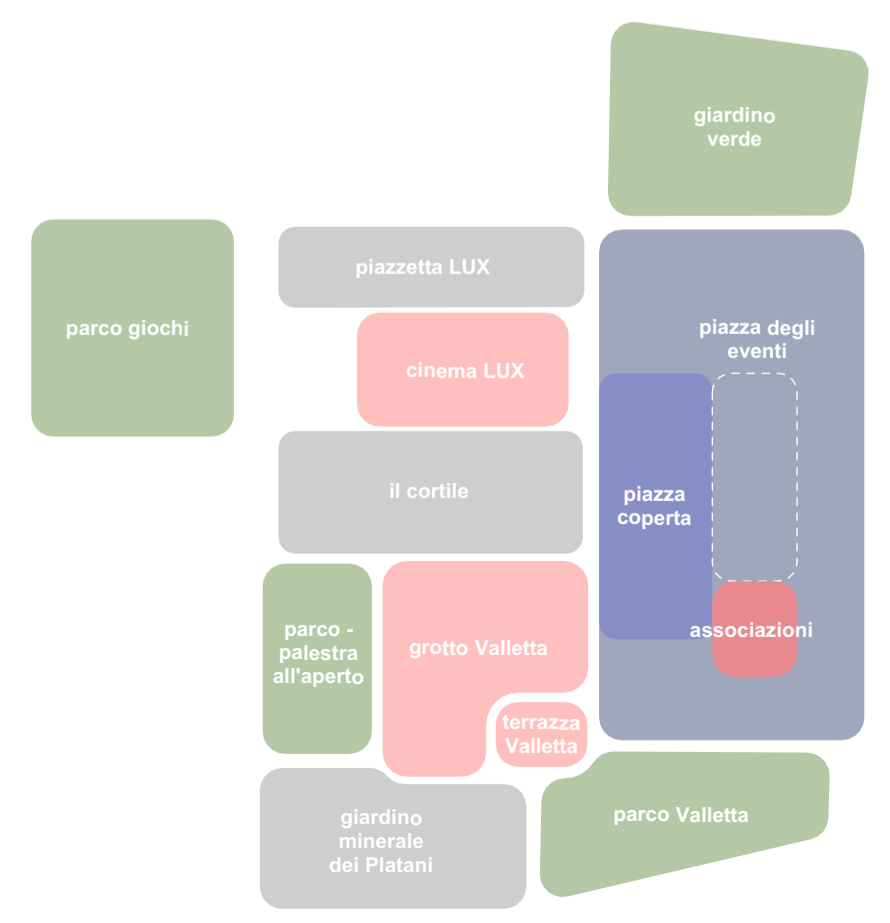 giardino
verde
piazzetta LUX
parco giochi
piazza degli
eventi
cinema LUX
il cortile
piazza
coperta
parco -
palestra
all'aperto
grotto Valletta
associazioni
terrazza
Valletta
giardino
minerale
dei Platani
parco Valletta